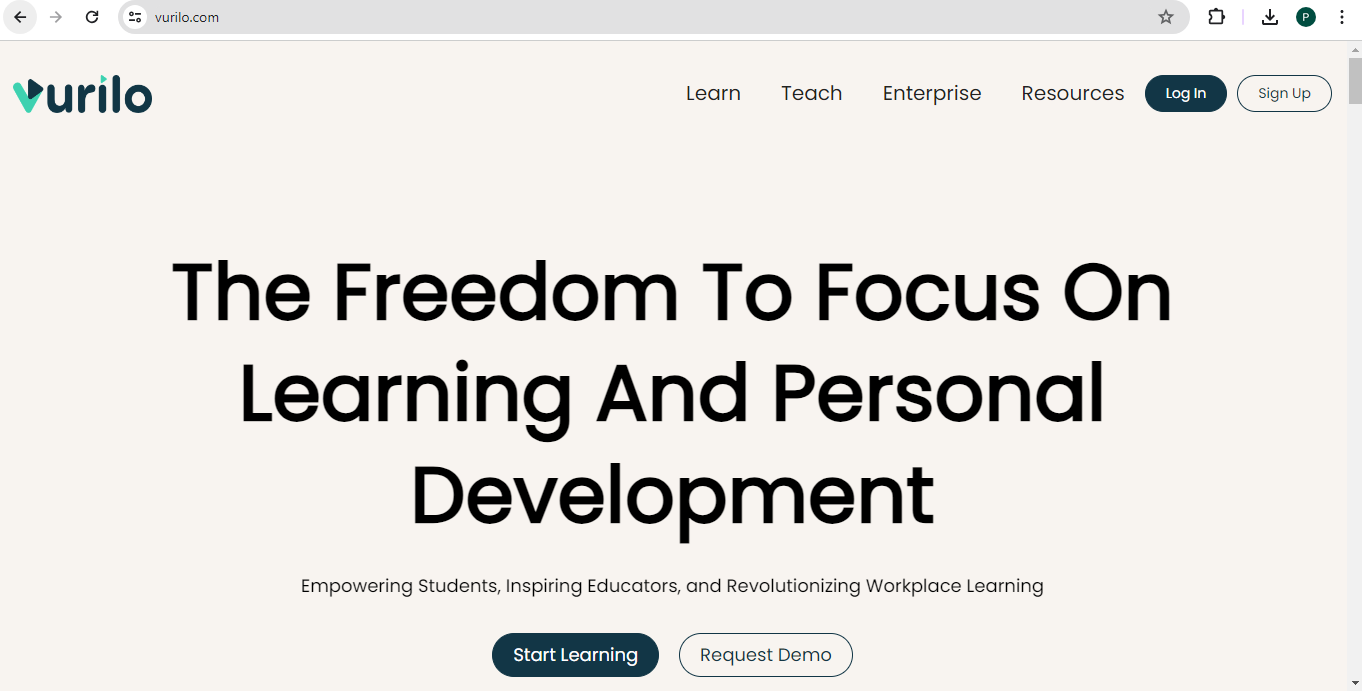 vurilo.com
P
vurilo
Learn Teach Enterprise Resources Log In Sign Up
The Freedom To Focus On
Learning And Personal
Development
Empowering Students, Inspiring Educators, and Revolutionizing Workplace Learning
Start Learning Request Demo